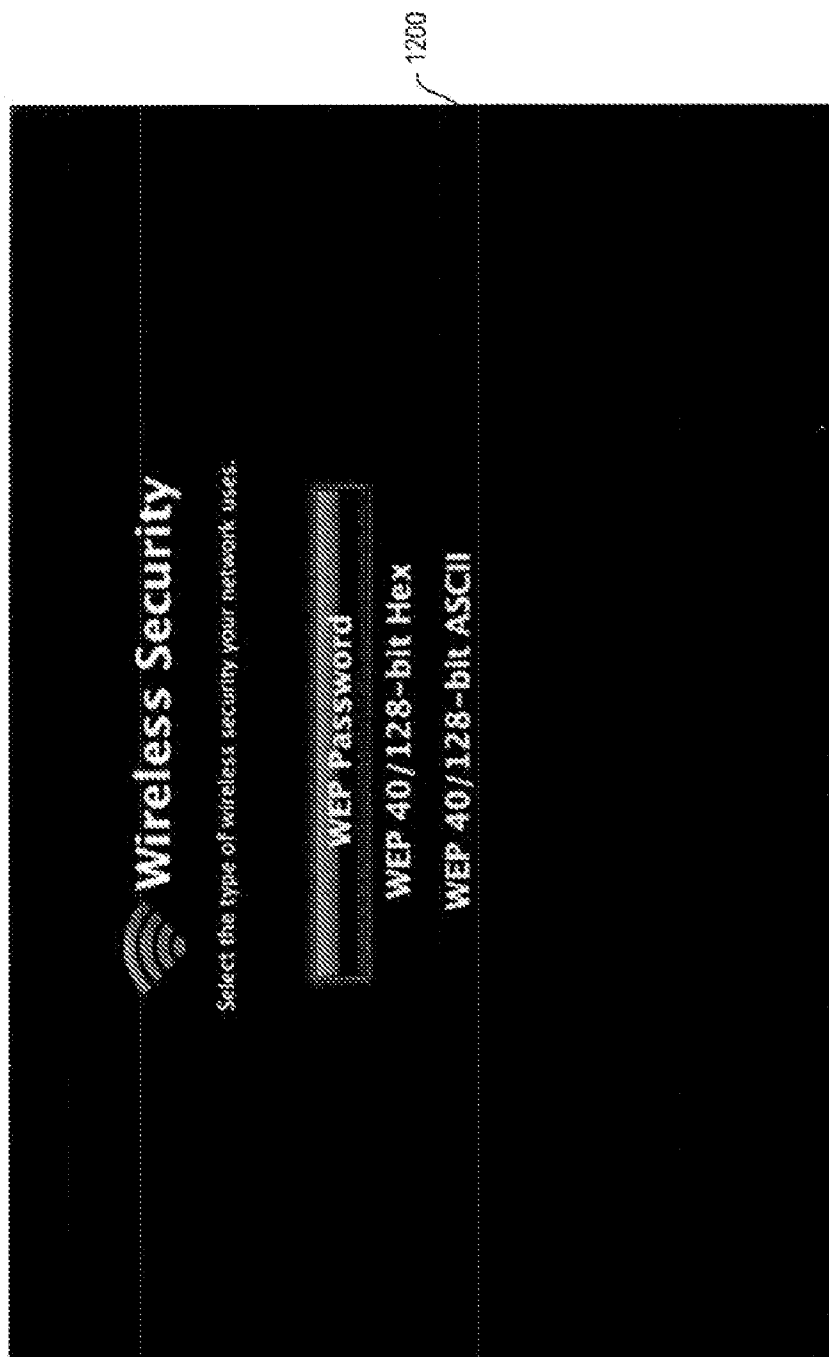 1200
Wireless Security
Select the type of wireless security your network uses.
WEP Password
WEP 40/128-bit Hex
WEP 40/128-bit ASCII